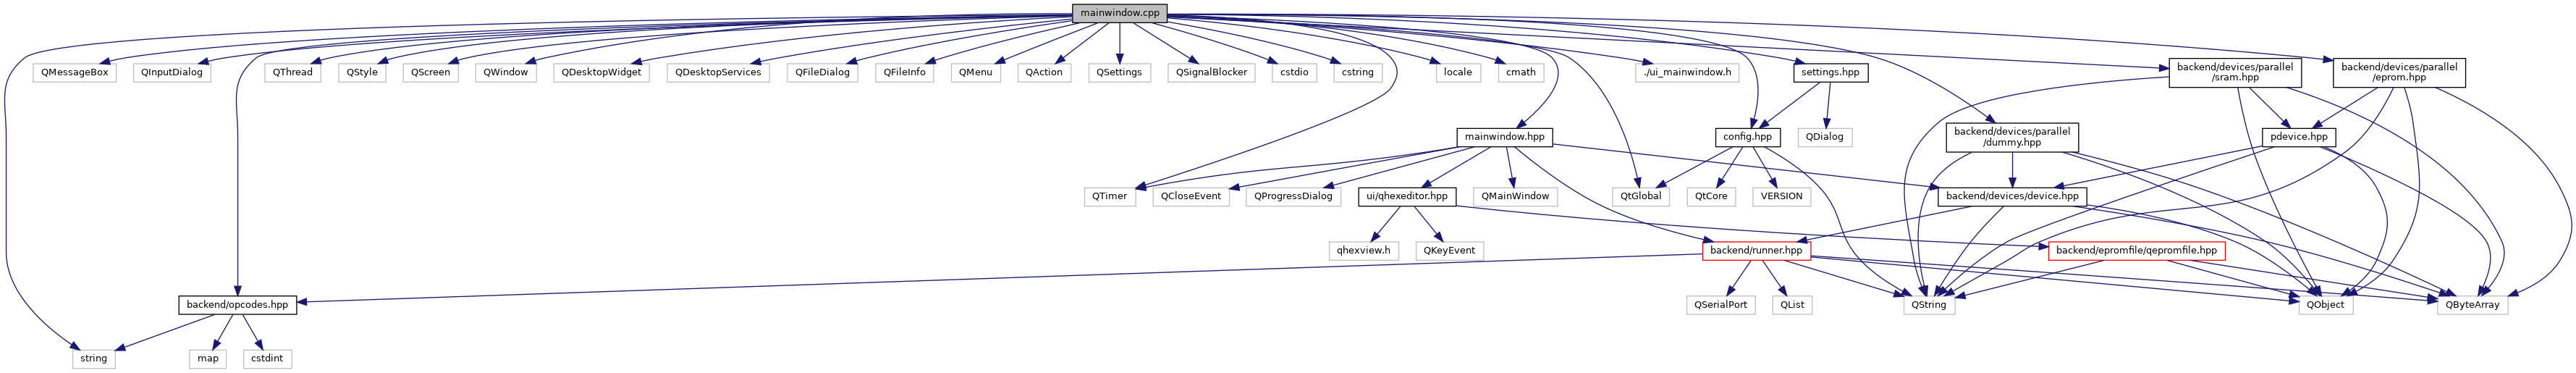 mainwindow.cpp
QMessageBox
QInputDialog
QThread
QStyle
QScreen
QWindow
QDesktopWidget
QDesktopServices
QFileDialog
QFileInfo
QMenu
QAction
QSettings
QSignalBlocker
cstdio
cstring
locale
cmath
./ui_mainwindow.h
settings.hpp
backend/devices/parallel
/sram.hpp
backend/devices/parallel
/eprom.hpp
mainwindow.hpp
config.hpp
QDialog
backend/devices/parallel
/dummy.hpp
pdevice.hpp
QTimer
QCloseEvent
QProgressDialog
ui/qhexeditor.hpp
QMainWindow
QtGlobal
QtCore
VERSION
backend/devices/device.hpp
qhexview.h
QKeyEvent
backend/runner.hpp
backend/epromfile/qepromfile.hpp
backend/opcodes.hpp
QSerialPort
QList
QString
QObject
QByteArray
string
map
cstdint